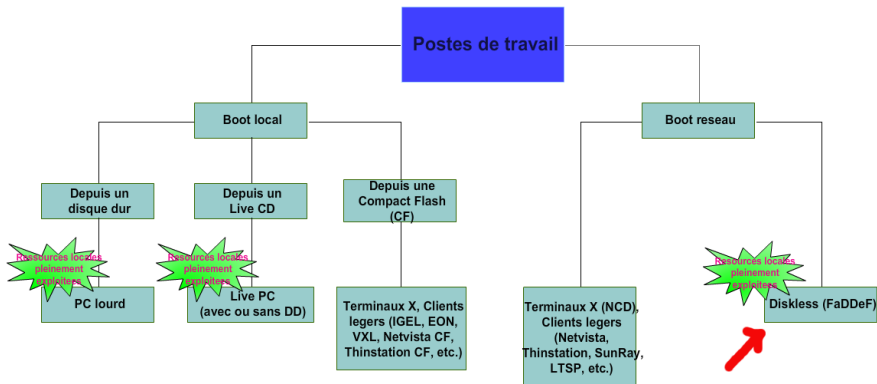 Postes de travail
Boot local
Boot reseau
Depuis un
disque dur
Depuis un
Live CD
Depuis une
Compact Flash
(CF)
Ressources locales
pleinement
exploitees
Ressources locales
pleinement
exploitees
Ressources locales
pleinement
exploitees
PC lourd
Live PC
(avec ou sans DD)
Terminaux X, Clients
legers (IGEL, EON,
VXL, Netvista CF,
Thinstation CF, etc.)
Terminaux X (NCD),
Clients legers
(Netvista,
Thinstation, SunRay,
LTSP, etc.)
Diskless (FaDDeF)